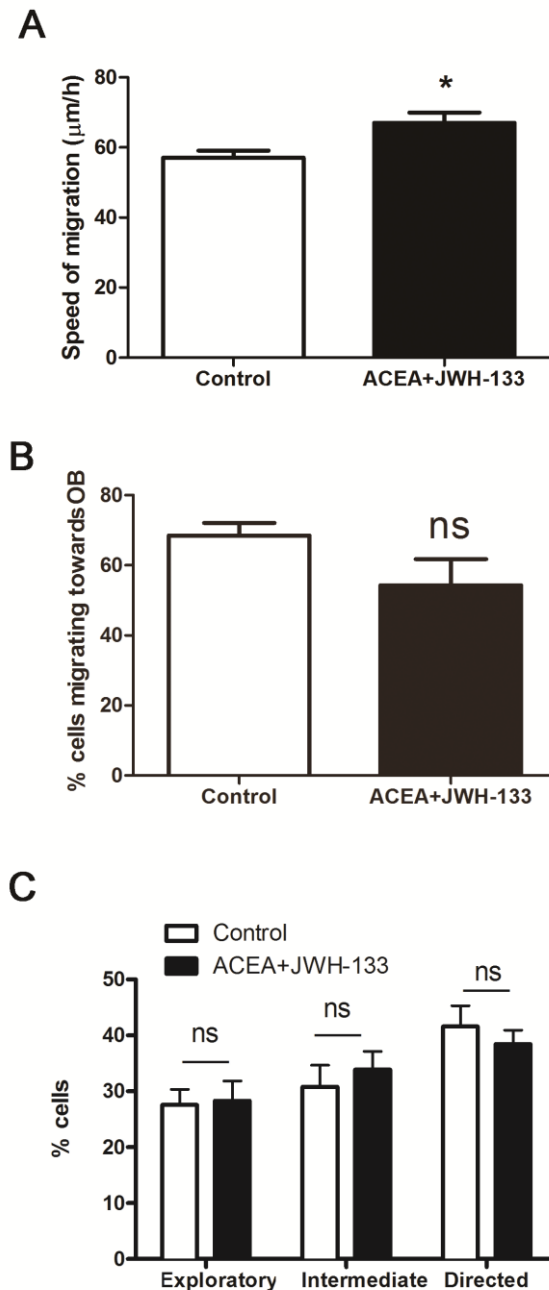 A
Speed of migration (μm/h)
80
60
40
20
0
*
Control
ACEA+JWH-133
B
% cells migrating towards OB
80
60
40
20
0
ns
Control
ACEA+JWH-133
C
Control
ACEA+JWH-133
% cells
50
40
30
20
10
0
ns
ns
ns
Exploratory
Intermediate
Directed